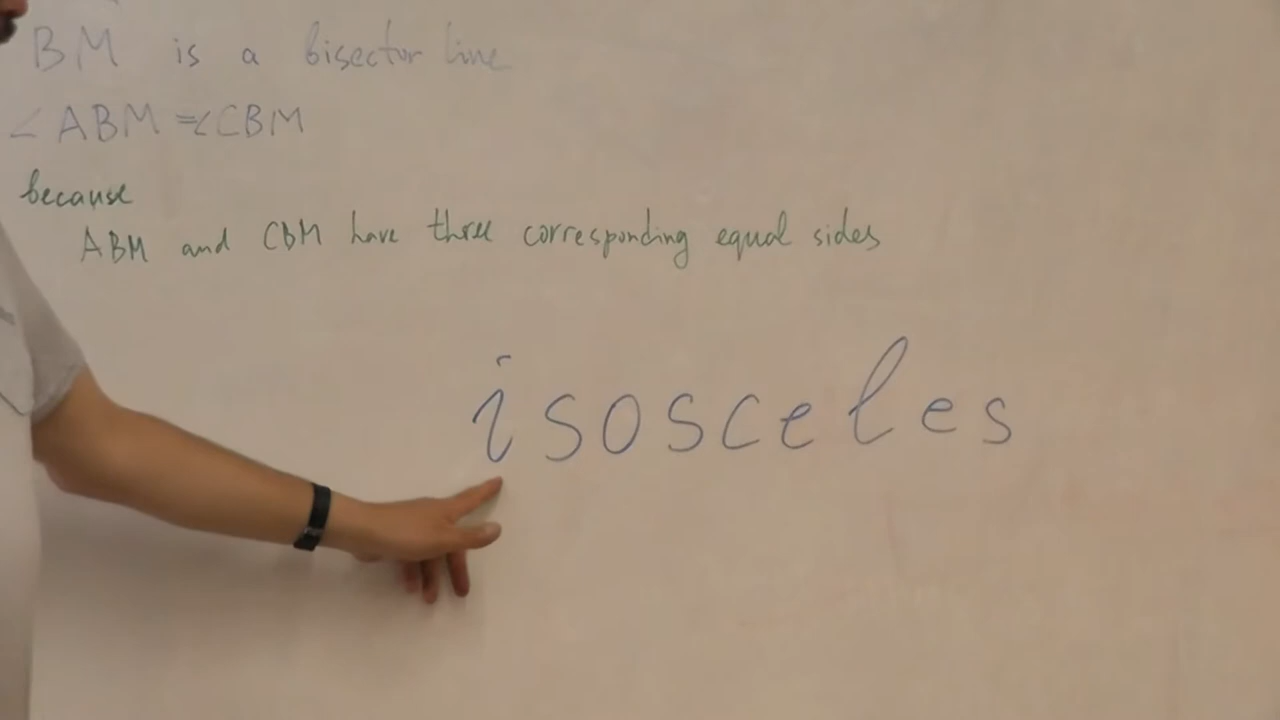 BM is a bisector line
∠ABM = ∠CBM
because
ABM and CBM have three corresponding equal sides
isosceles